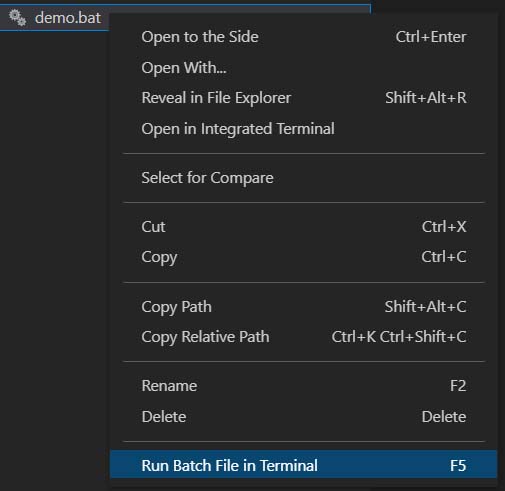 demo.bat
Open to the Side Ctrl+Enter
Open With...
Reveal in File Explorer Shift+Alt+R
Open in Integrated Terminal
Select for Compare
Cut Ctrl+X
Copy Ctrl+C
Copy Path Shift+Alt+C
Copy Relative Path Ctrl+K Ctrl+Shift+C
Rename F2
Delete Delete
Run Batch File in Terminal F5